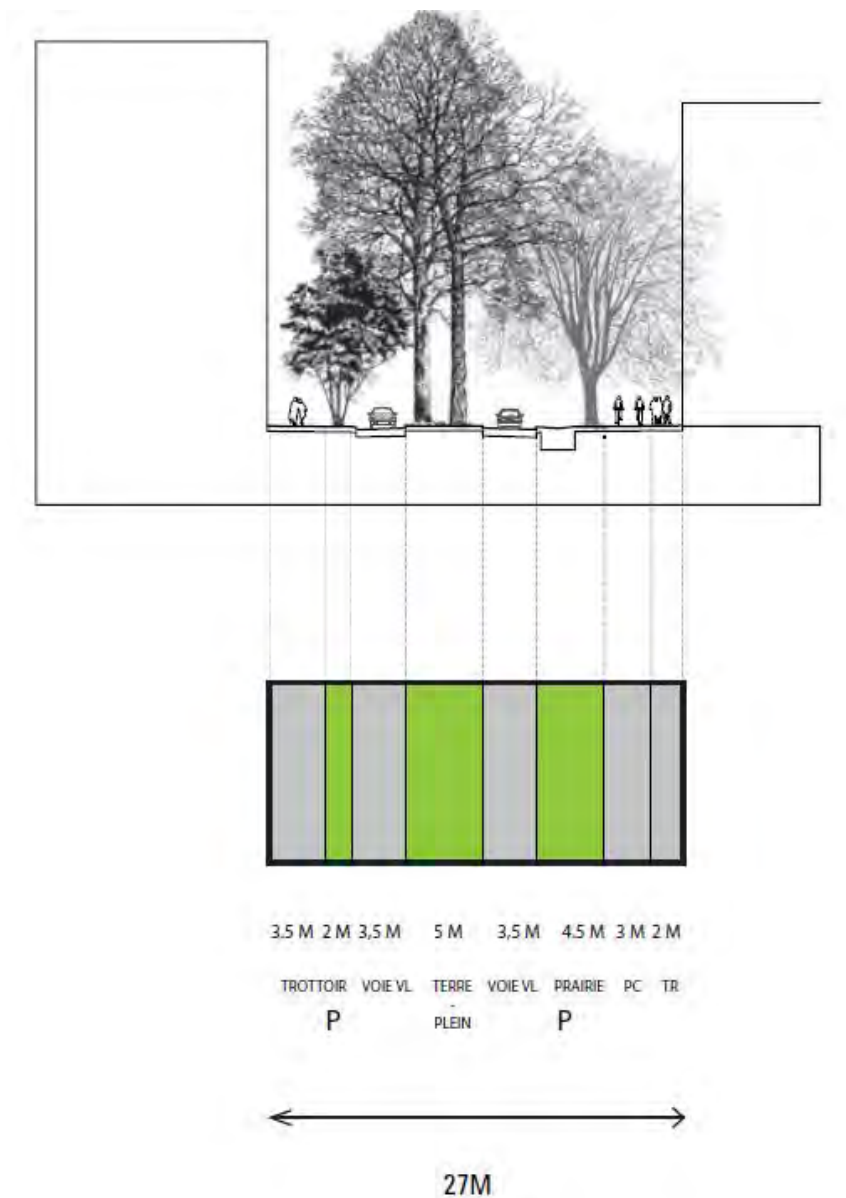 3.5 M 2 M 3,5 M 5 M 3,5 M 4.5 M 3 M 2 M
TROTTOIR VOIE VL TERRE VOIE VL PRAIRIE PC TR
-
P PLEIN P
27M